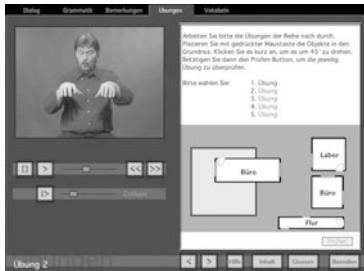 Dialog Grammatik Bemerkungen Übungen Vokabeln
Arbeiten Sie bitte die Übungen der Reihe nach durch.
Plazieren Sie mit gedrückter Maustaste die Objekte in den
Grundriss. Klicken Sie kurz an, um es um 45° zu drehen.
Betätigen Sie dann den Prüfen-Button, um die jeweilig
Übung zu überprüfen.
Bitte wählen Sie: 1. Übung
2. Übung
3. Übung
4. Übung
5. Übung
Labor
Büro
Büro
Flur
Prüfen
[] > << >>
Zeitlupe
Übung 2
< > Hilfe Inhalt Glossen Beenden